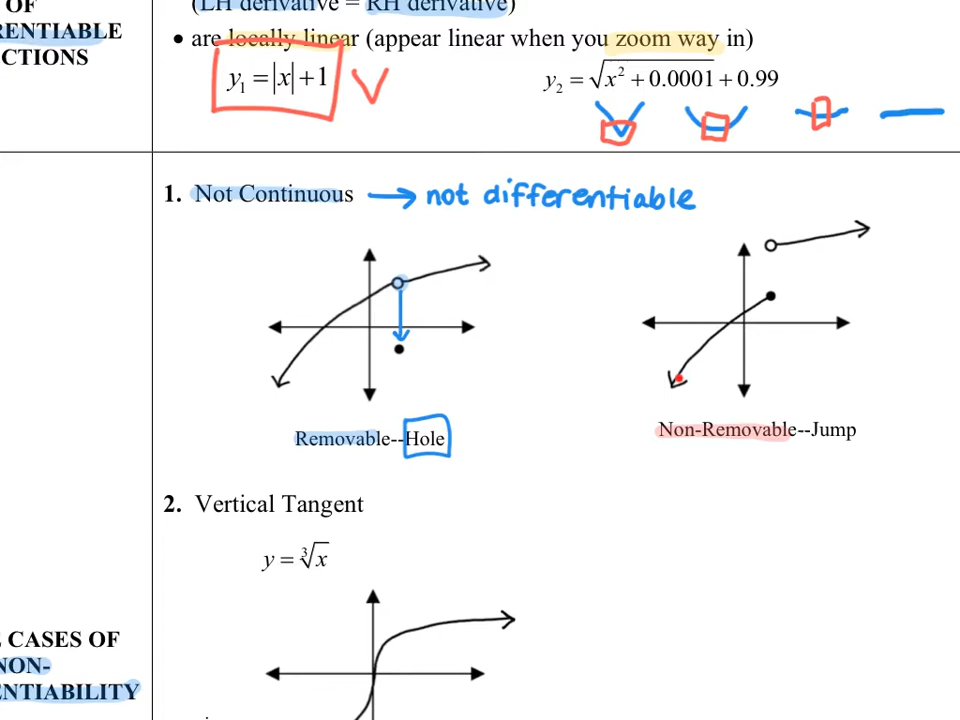 OF
(LH derivative = RH derivative)
RENTIABLE
• are locally linear (appear linear when you zoom way in)
CTIONS
y₁ = |x| + 1
y₂ = √(x² + 0.0001) + 0.99
1. Not Continuous → not differentiable
Removable--Hole
Non-Removable--Jump
2. Vertical Tangent
y = ∛x
CASES OF
NON-
ENTIABILITY